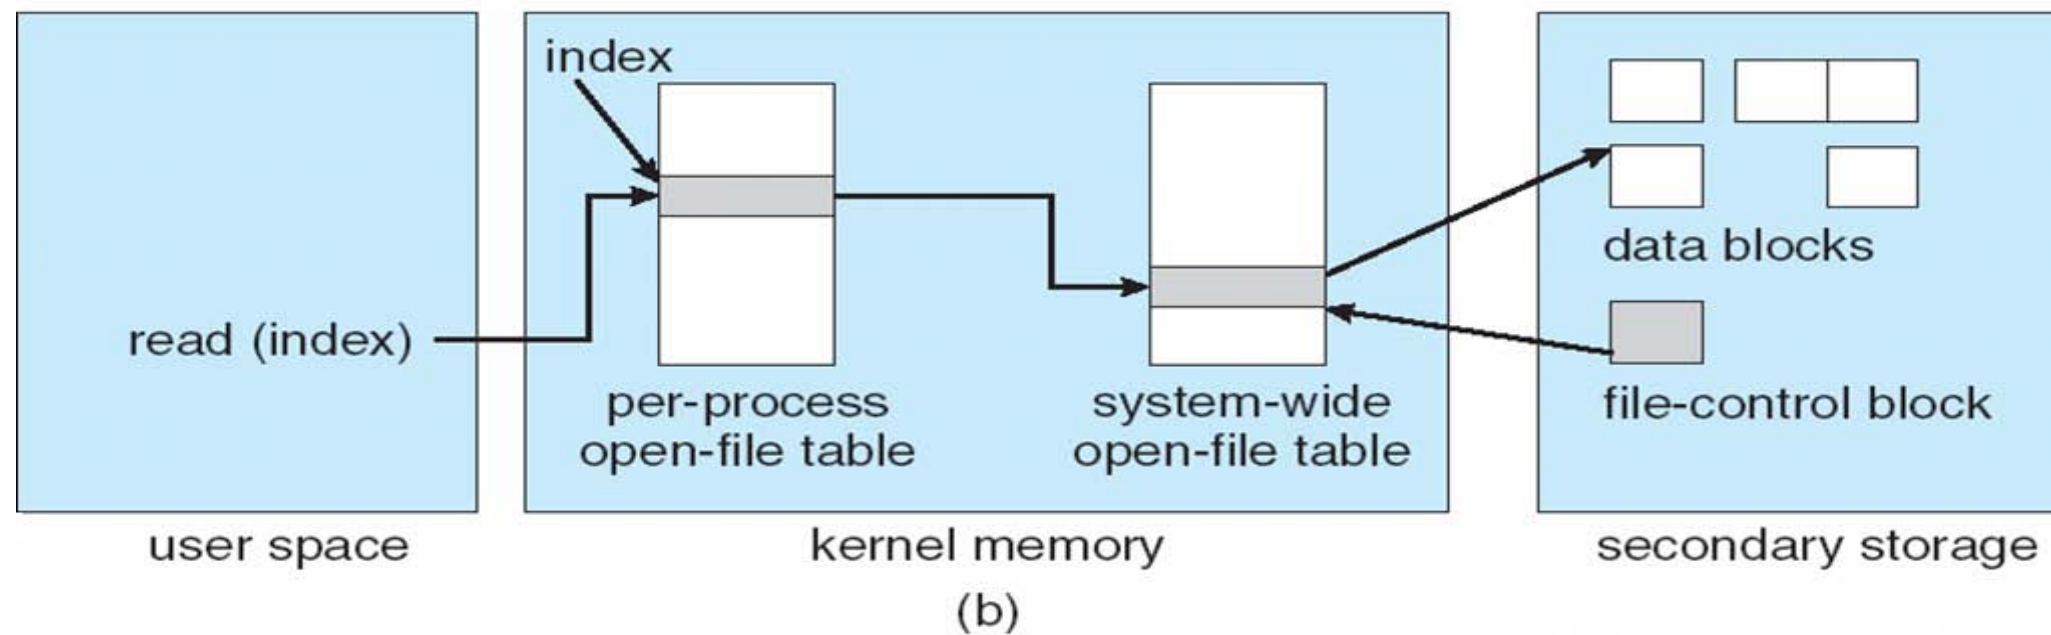 index
read (index)
per-process
open-file table
system-wide
open-file table
data blocks
file-control block
user space
kernel memory
secondary storage
(b)